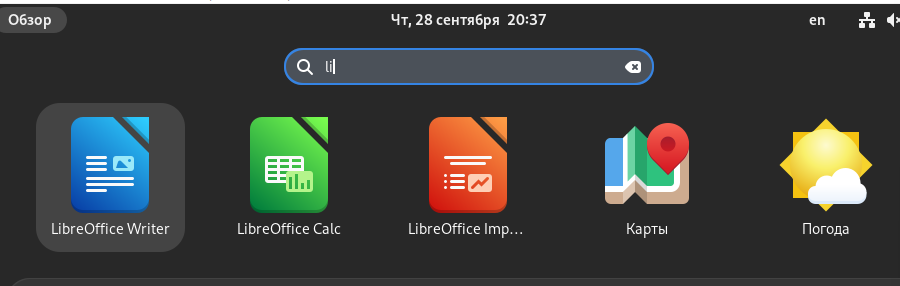 Обзор Чт, 28 сентября 20:37 en
li
LibreOffice Writer LibreOffice Calc LibreOffice Imp... Карты Погода